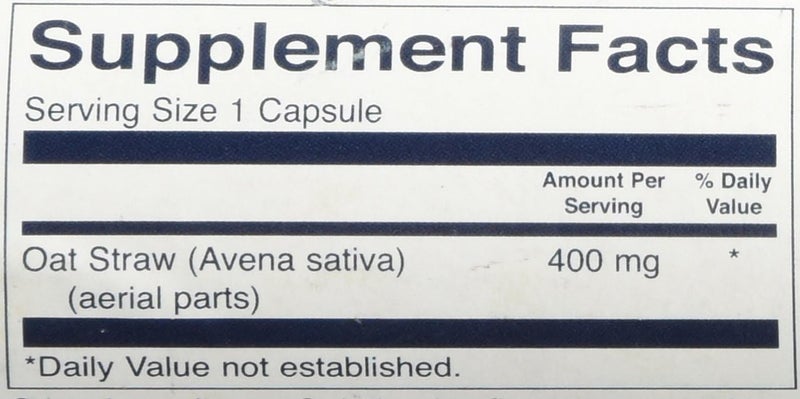 Supplement Facts
Serving Size 1 Capsule
Amount Per % Daily
Serving Value
Oat Straw (Avena sativa) 400 mg *
(aerial parts)
*Daily Value not established.